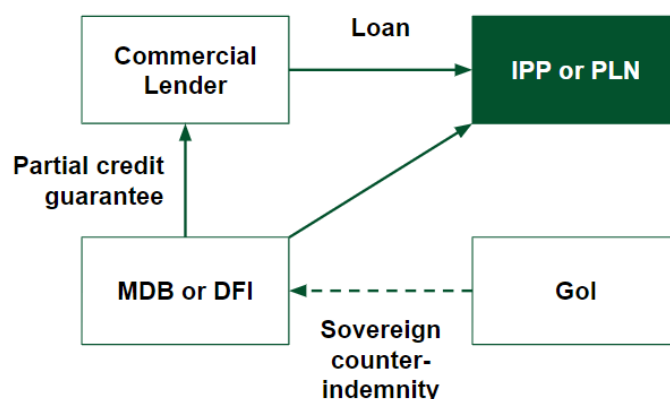 Loan
Commercial
Lender
IPP or PLN
Partial credit
guarantee
MDB or DFI
GoI
Sovereign
counter-
indemnity